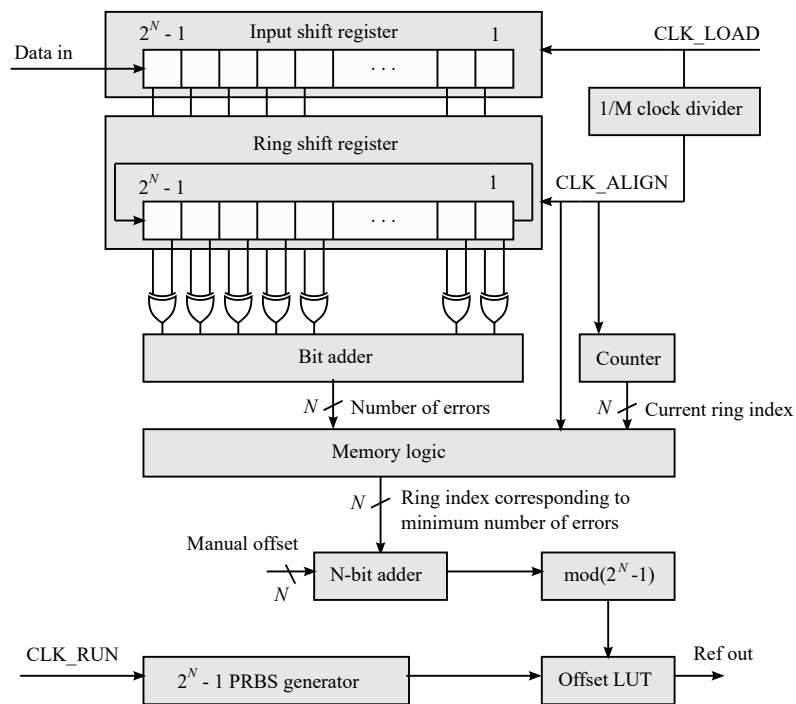 2^N - 1
Input shift register
1
CLK_LOAD
Data in
. . .
1/M clock divider
Ring shift register
2^N - 1
1
CLK_ALIGN
. . .
Bit adder
Counter
N
Number of errors
N
Current ring index
Memory logic
N
Ring index corresponding to
minimum number of errors
Manual offset
N
N-bit adder
mod(2^N -1)
CLK_RUN
2^N - 1 PRBS generator
Offset LUT
Ref out